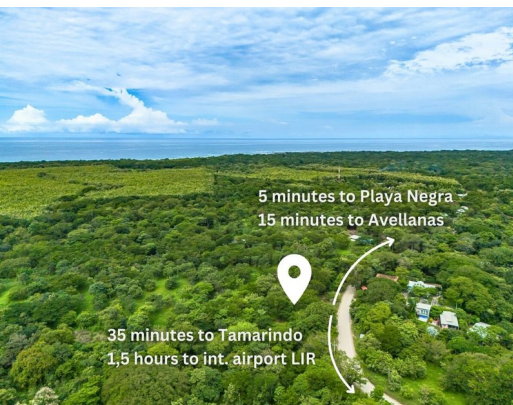 5 minutes to Playa Negra
15 minutes to Avellanas
35 minutes to Tamarindo
1,5 hours to int. airport LIR